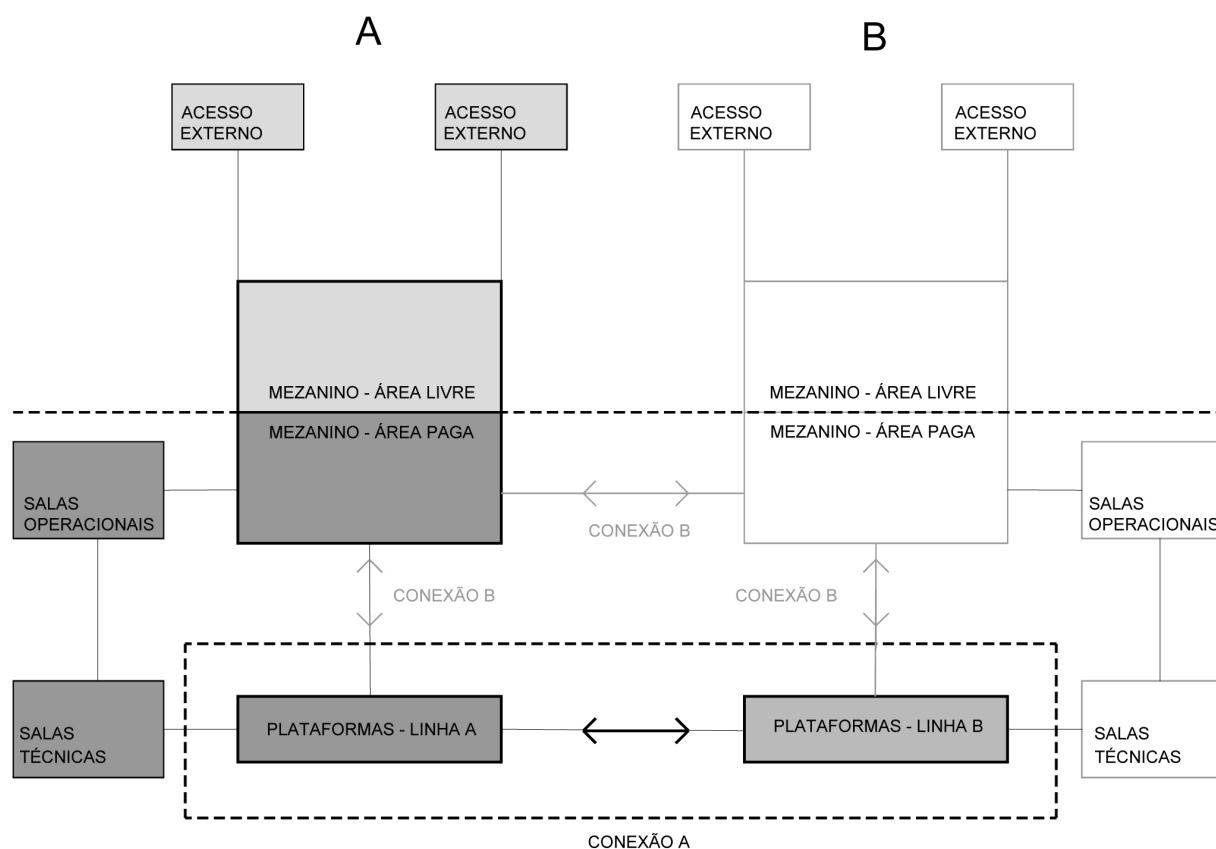 A
B
ACESSO
EXTERNO
ACESSO
EXTERNO
ACESSO
EXTERNO
ACESSO
EXTERNO
MEZANINO - ÁREA LIVRE
MEZANINO - ÁREA PAGA
MEZANINO - ÁREA LIVRE
MEZANINO - ÁREA PAGA
SALAS
OPERACIONAIS
CONEXÃO B
SALAS
OPERACIONAIS
CONEXÃO B
CONEXÃO B
SALAS
TÉCNICAS
PLATAFORMAS - LINHA A
PLATAFORMAS - LINHA B
SALAS
TÉCNICAS
CONEXÃO A